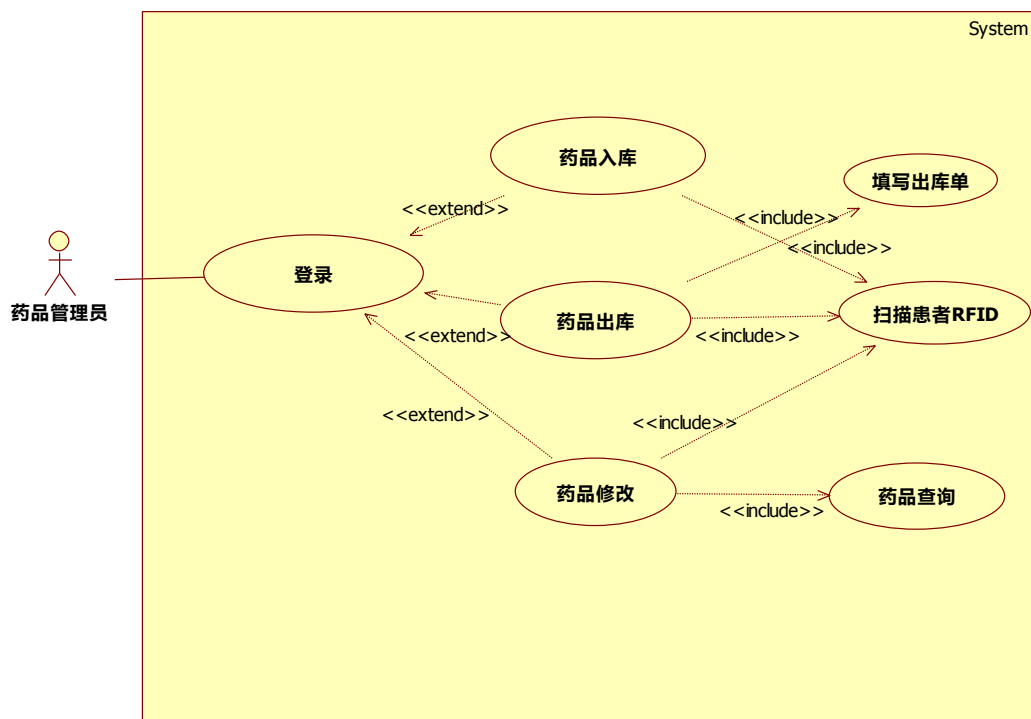 System
药品入库
填写出库单
<<extend>>
<<include>>
<<include>>
登录
药品管理员
药品出库
扫描患者RFID
<<extend>>
<<include>>
<<extend>>
<<include>>
药品修改
药品查询
<<include>>